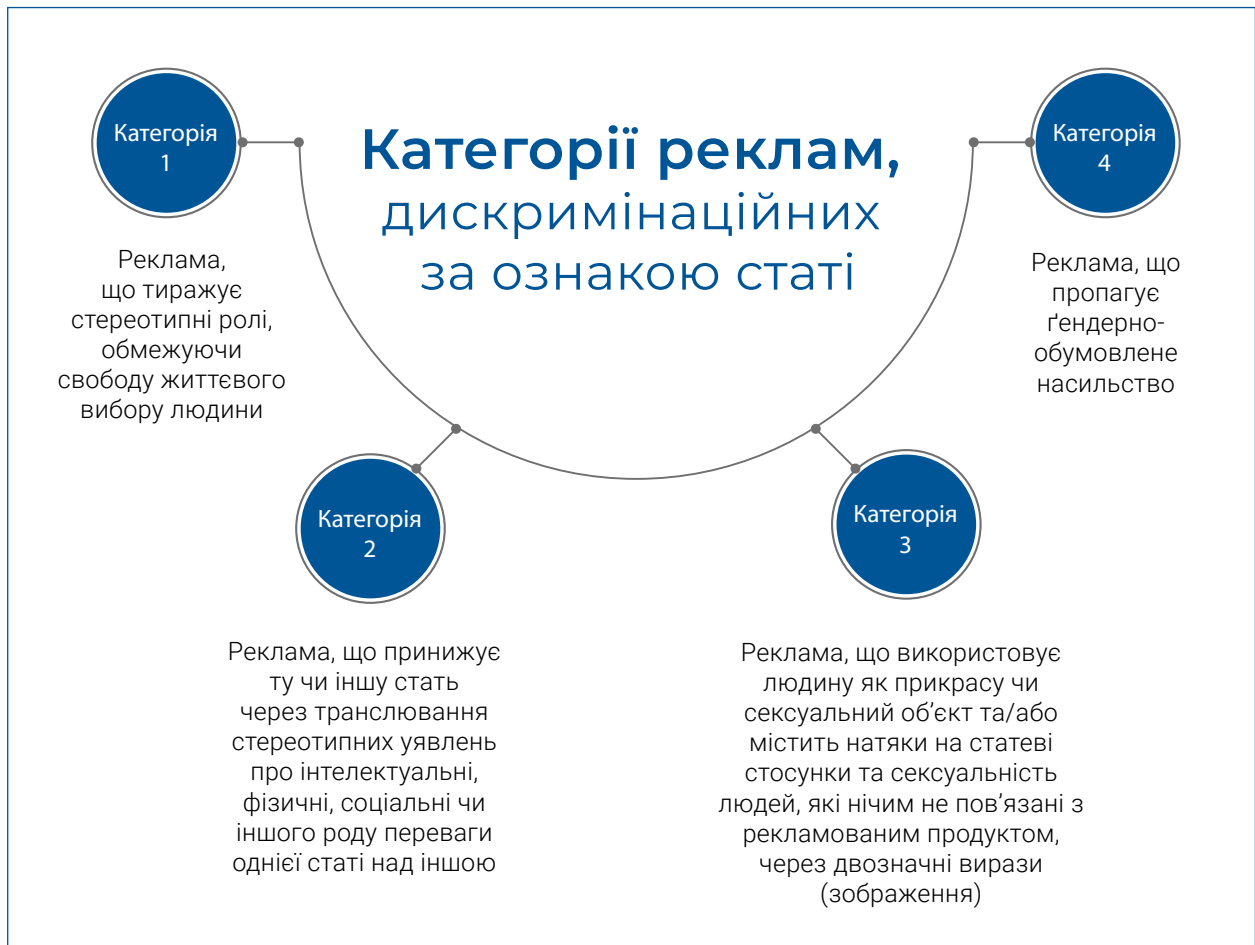 Категорії реклам,
дискримінаційних
за ознакою статі
Категорія
1
Реклама,
що тиражує
стереотипні ролі,
обмежуючи
свободу життєвого
вибору людини
Категорія
2
Реклама, що принижує
ту чи іншу стать
через транслювання
стереотипних уявлень
про інтелектуальні,
фізичні, соціальні чи
іншого роду переваги
однієї статі над іншою
Категорія
3
Реклама, що використовує
людину як прикрасу чи
сексуальний об’єкт та/або
містить натяки на статеві
стосунки та сексуальність
людей, які нічим не пов’язані з
рекламованим продуктом,
через двозначні вирази
(зображення)
Категорія
4
Реклама, що
пропагує
ґендерно-
обумовлене
насильство